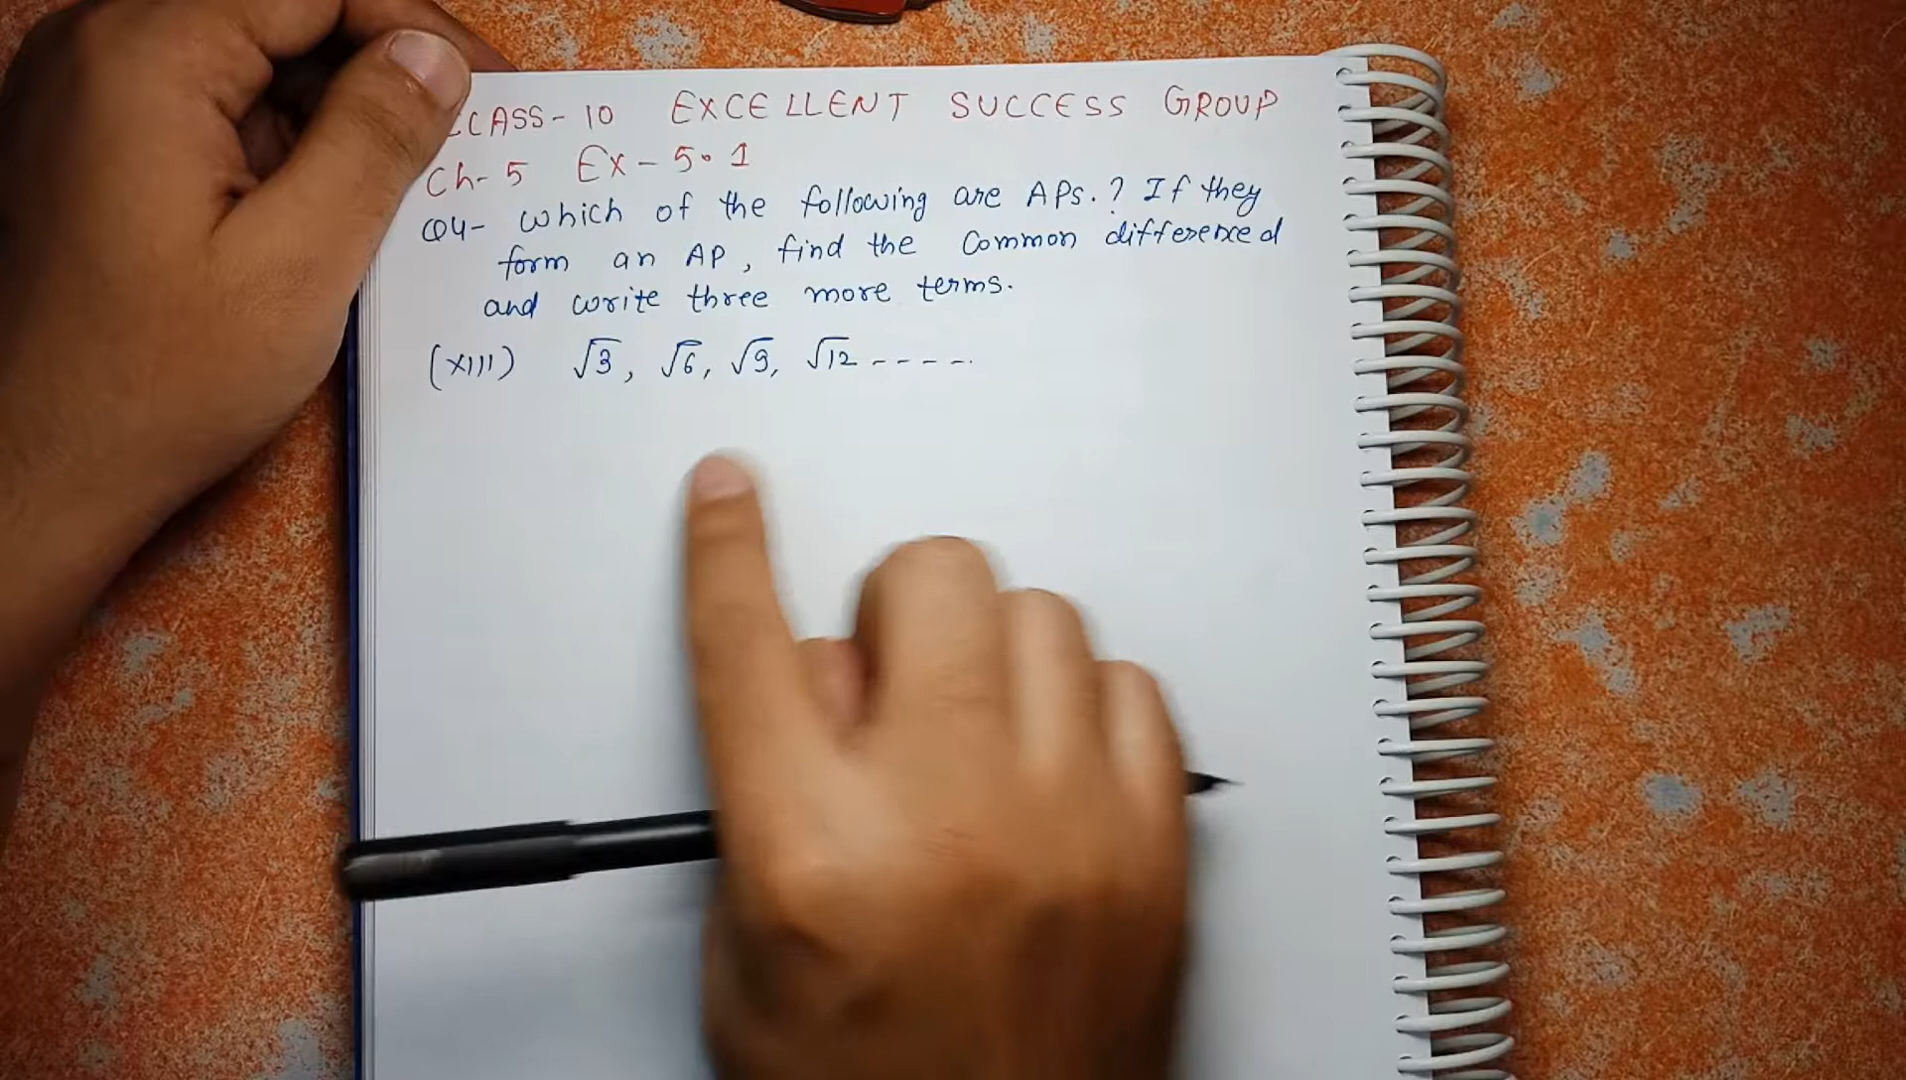 CLASS-10 EXCELLENT SUCCESS GROUP
Ch-5 Ex-5.1
Q4- Which of the following are APs.? If they
form an AP, find the Common difference d
and write three more terms.
(XIII) √3, √6, √9, √12 -----.